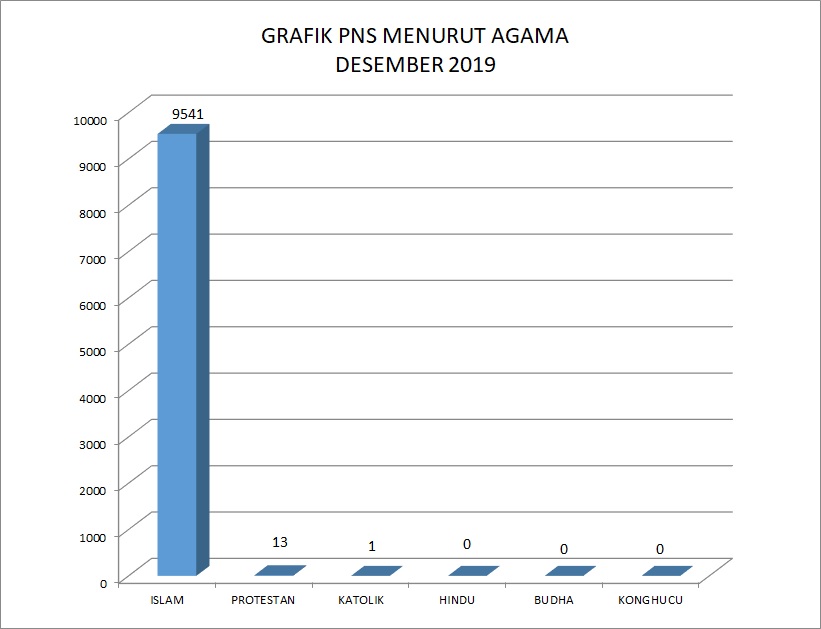 GRAFIK PNS MENURUT AGAMA
DESEMBER 2019
9541
10000
9000
8000
7000
6000
5000
4000
3000
2000
1000
0
13
1
0
0
0
ISLAM
PROTESTAN
KATOLIK
HINDU
BUDHA
KONGHUCU